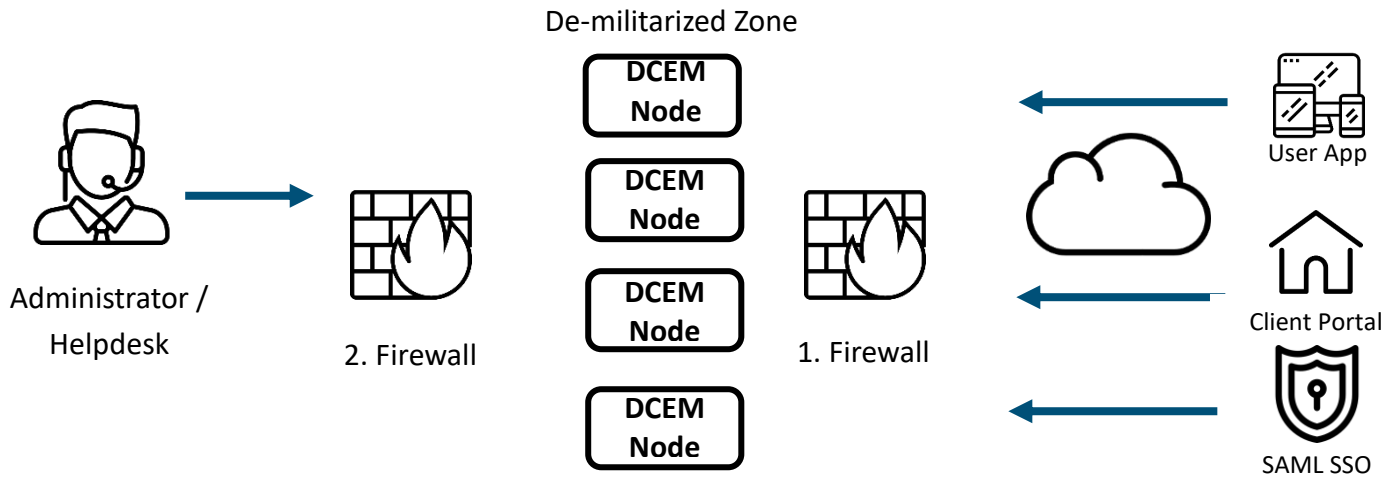 De-militarized Zone
DCEM
Node
DCEM
Node
DCEM
Node
DCEM
Node
Administrator /
Helpdesk
2. Firewall
1. Firewall
User App
Client Portal
SAML SSO